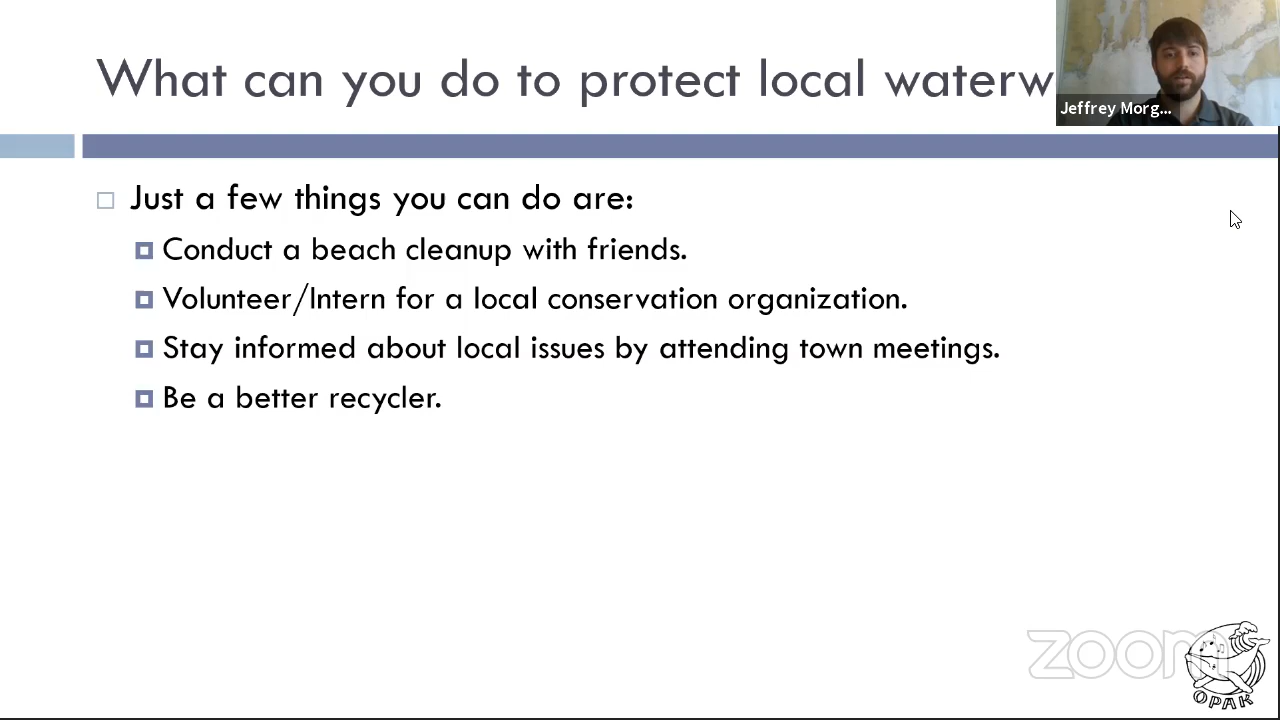 What can you do to protect local waterw
Jeffrey Morg...
Just a few things you can do are:
Conduct a beach cleanup with friends.
Volunteer/Intern for a local conservation organization.
Stay informed about local issues by attending town meetings.
Be a better recycler.
zoom
OPAK